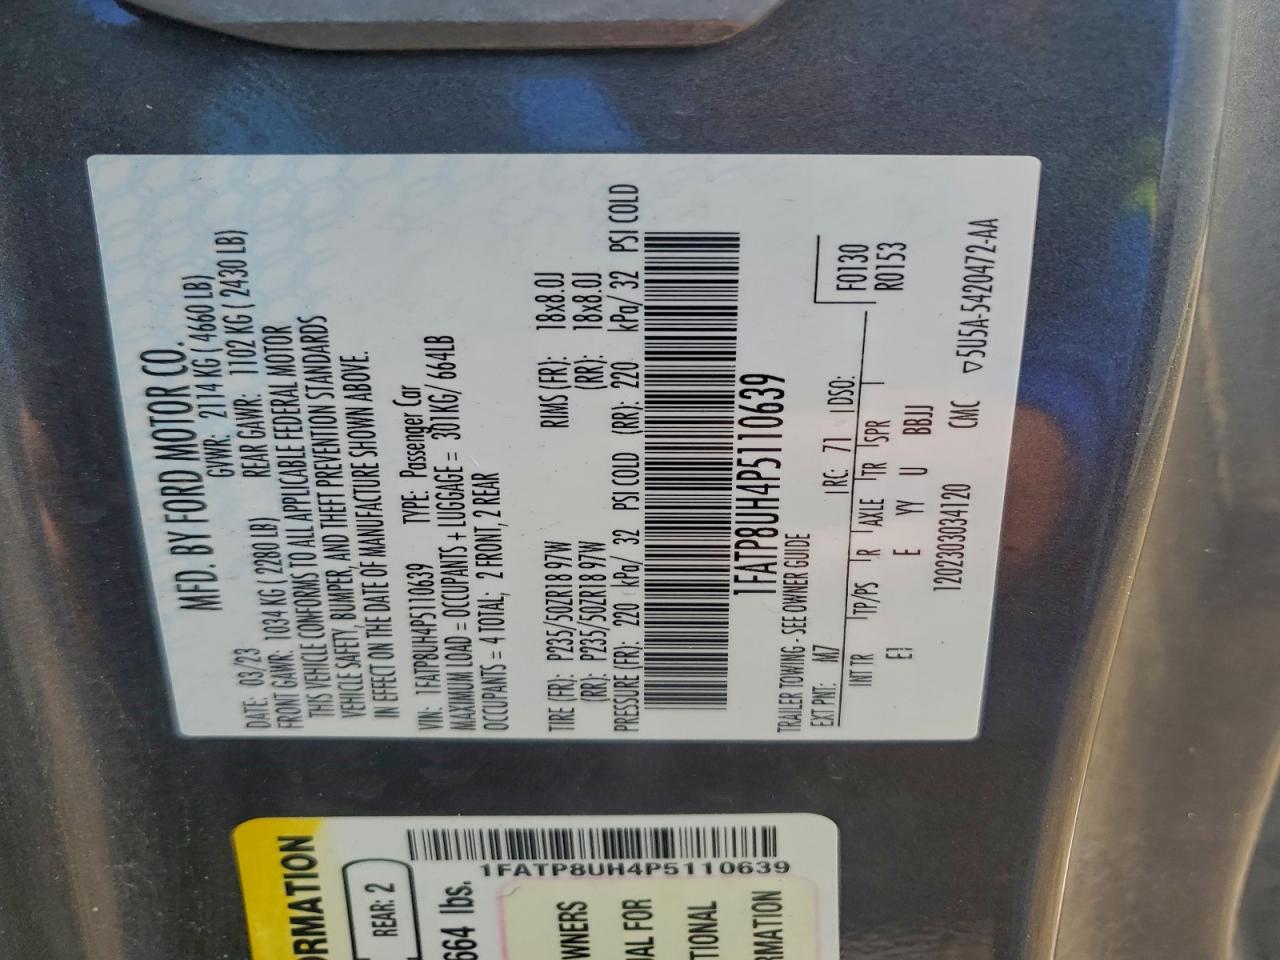 MFD. BY FORD MOTOR CO.
DATE: 03/23 GVWR: 2114 KG ( 4660 LB)
FRONT GAWR: 1034 KG ( 2280 LB) REAR GAWR: 1102 KG ( 2430 LB)
THIS VEHICLE CONFORMS TO ALL APPLICABLE FEDERAL MOTOR
VEHICLE SAFETY, BUMPER, AND THEFT PREVENTION STANDARDS
IN EFFECT ON THE DATE OF MANUFACTURE SHOWN ABOVE.
VIN: 1FATP8UH4P5110639 TYPE: Passenger Car
MAXIMUM LOAD = OCCUPANTS + LUGGAGE = 301KG/ 664LB
OCCUPANTS = 4 TOTAL; 2 FRONT, 2 REAR
TIRE (FR): P235/50ZR18 97W RIMS (FR): 18x8.0J
(RR): P235/50ZR18 97W (RR): 18x8.0J
PRESSURE (FR): 220 kPa/ 32 PSI COLD (RR): 220 kPa/ 32 PSI COLD
1FATP8UH4P5110639
TRAILER TOWING - SEE OWNER GUIDE
EXT PNT: M7 RC: 71 DSO: F0130
INT TR TP/PS R AXLE TR SPR R0153
E YY U BBJJ
120230303034120 CMC ▽5U5A-5420472-AA
ORMATION
REAR: 2
1FATP8UH4P5110639
664 lbs.
WNERS
AL FOR
TIONAL
RMATION